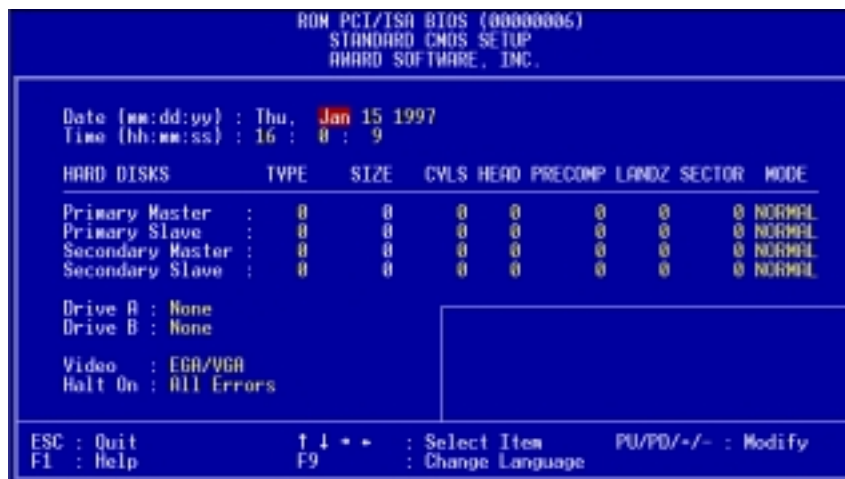 ROM PCI/ISA BIOS (00000006)
STANDARD CMOS SETUP
AWARD SOFTWARE, INC.
Date (mm:dd:yy) : Thu, Jan 15 1997
Time (hh:mm:ss) : 16 : 0 : 9
HARD DISKS TYPE SIZE CYLS HEAD PRECOMP LANDZ SECTOR MODE
Primary Master : 0 0 0 0 0 0 0 NORMAL
Primary Slave : 0 0 0 0 0 0 0 NORMAL
Secondary Master : 0 0 0 0 0 0 0 NORMAL
Secondary Slave : 0 0 0 0 0 0 0 NORMAL
Drive A : None
Drive B : None
Video : EGA/VGA
Halt On : All Errors
ESC : Quit ↑ ↓ → ← : Select Item PU/PD/+/- : Modify
F1 : Help F9 : Change Language